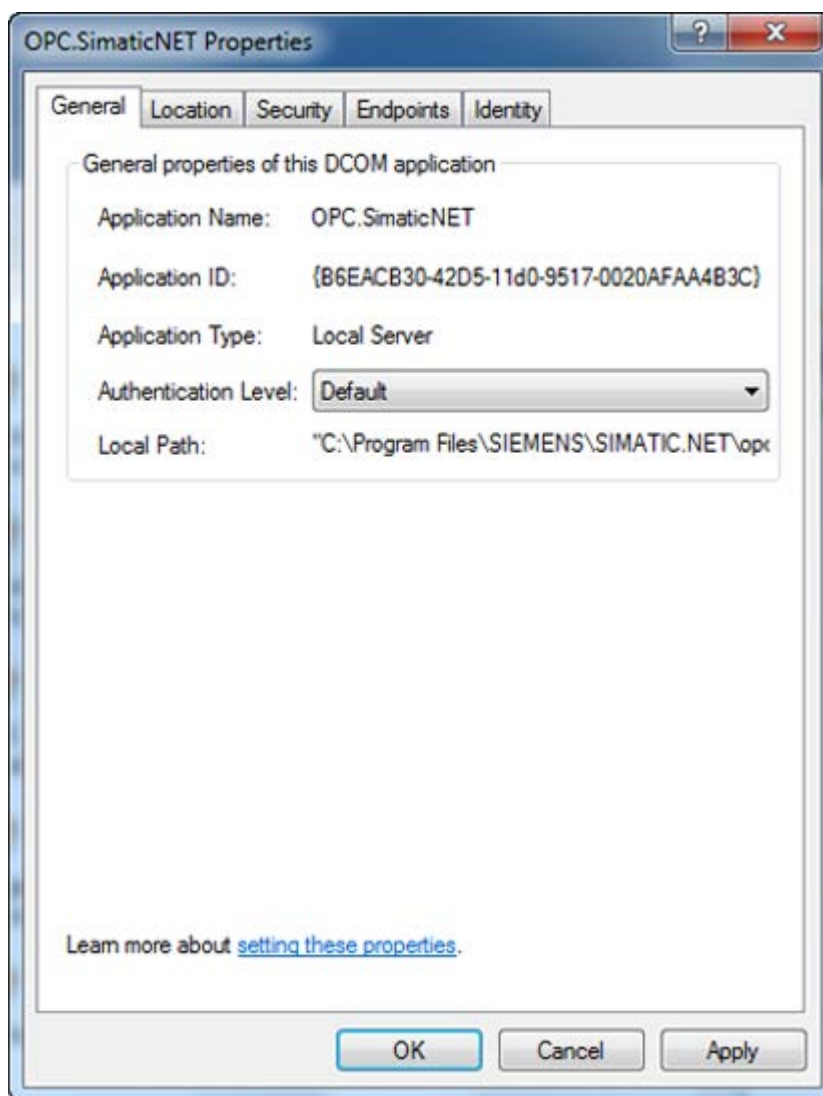 OPC.SimaticNET Properties
General Location Security Endpoints Identity
General properties of this DCOM application
Application Name: OPC.SimaticNET
Application ID: {B6EACB30-42D5-11d0-9517-0020AFAA4B3C}
Application Type: Local Server
Authentication Level: Default
Local Path: "C:\Program Files\SIEMENS\SIMATIC.NET\opc
Learn more about setting these properties.
OK Cancel Apply